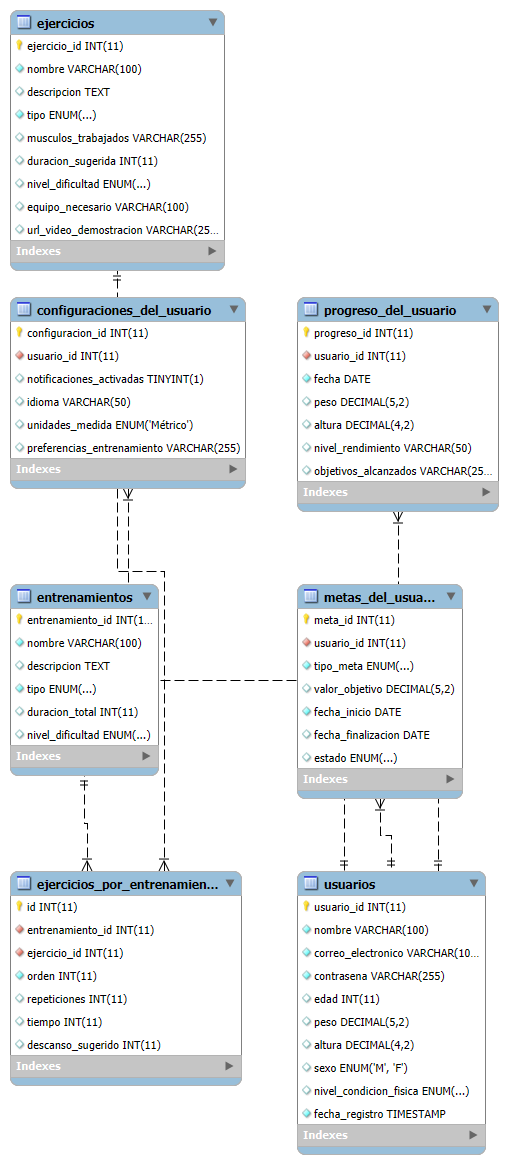 ejercicios
ejercicio_id INT(11)
nombre VARCHAR(100)
descripcion TEXT
tipo ENUM(...)
musculos_trabajados VARCHAR(255)
duracion_sugerida INT(11)
nivel_dificultad ENUM(...)
equipo_necesario VARCHAR(100)
url_video_demostracion VARCHAR(25...
Indexes
configuraciones_del_usuario
configuracion_id INT(11)
usuario_id INT(11)
notificaciones_activadas TINYINT(1)
idioma VARCHAR(50)
unidades_medida ENUM('Métrico')
preferencias_entrenamiento VARCHAR(255)
Indexes
progreso_del_usuario
progreso_id INT(11)
usuario_id INT(11)
fecha DATE
peso DECIMAL(5,2)
altura DECIMAL(4,2)
nivel_rendimiento VARCHAR(50)
objetivos_alcanzados VARCHAR(25...
Indexes
entrenamientos
entrenamiento_id INT(1...
nombre VARCHAR(100)
descripcion TEXT
tipo ENUM(...)
duracion_total INT(11)
nivel_dificultad ENUM(...)
Indexes
metas_del_usua...
meta_id INT(11)
usuario_id INT(11)
tipo_meta ENUM(...)
valor_objetivo DECIMAL(5,2)
fecha_inicio DATE
fecha_finalizacion DATE
estado ENUM(...)
Indexes
ejercicios_por_entrenamien...
id INT(11)
entrenamiento_id INT(11)
ejercicio_id INT(11)
orden INT(11)
repeticiones INT(11)
tiempo INT(11)
descanso_sugerido INT(11)
Indexes
usuarios
usuario_id INT(11)
nombre VARCHAR(100)
correo_electronico VARCHAR(10...
contrasena VARCHAR(255)
edad INT(11)
peso DECIMAL(5,2)
altura DECIMAL(4,2)
sexo ENUM('M', 'F')
nivel_condicion_fisica ENUM(...)
fecha_registro TIMESTAMP
Indexes